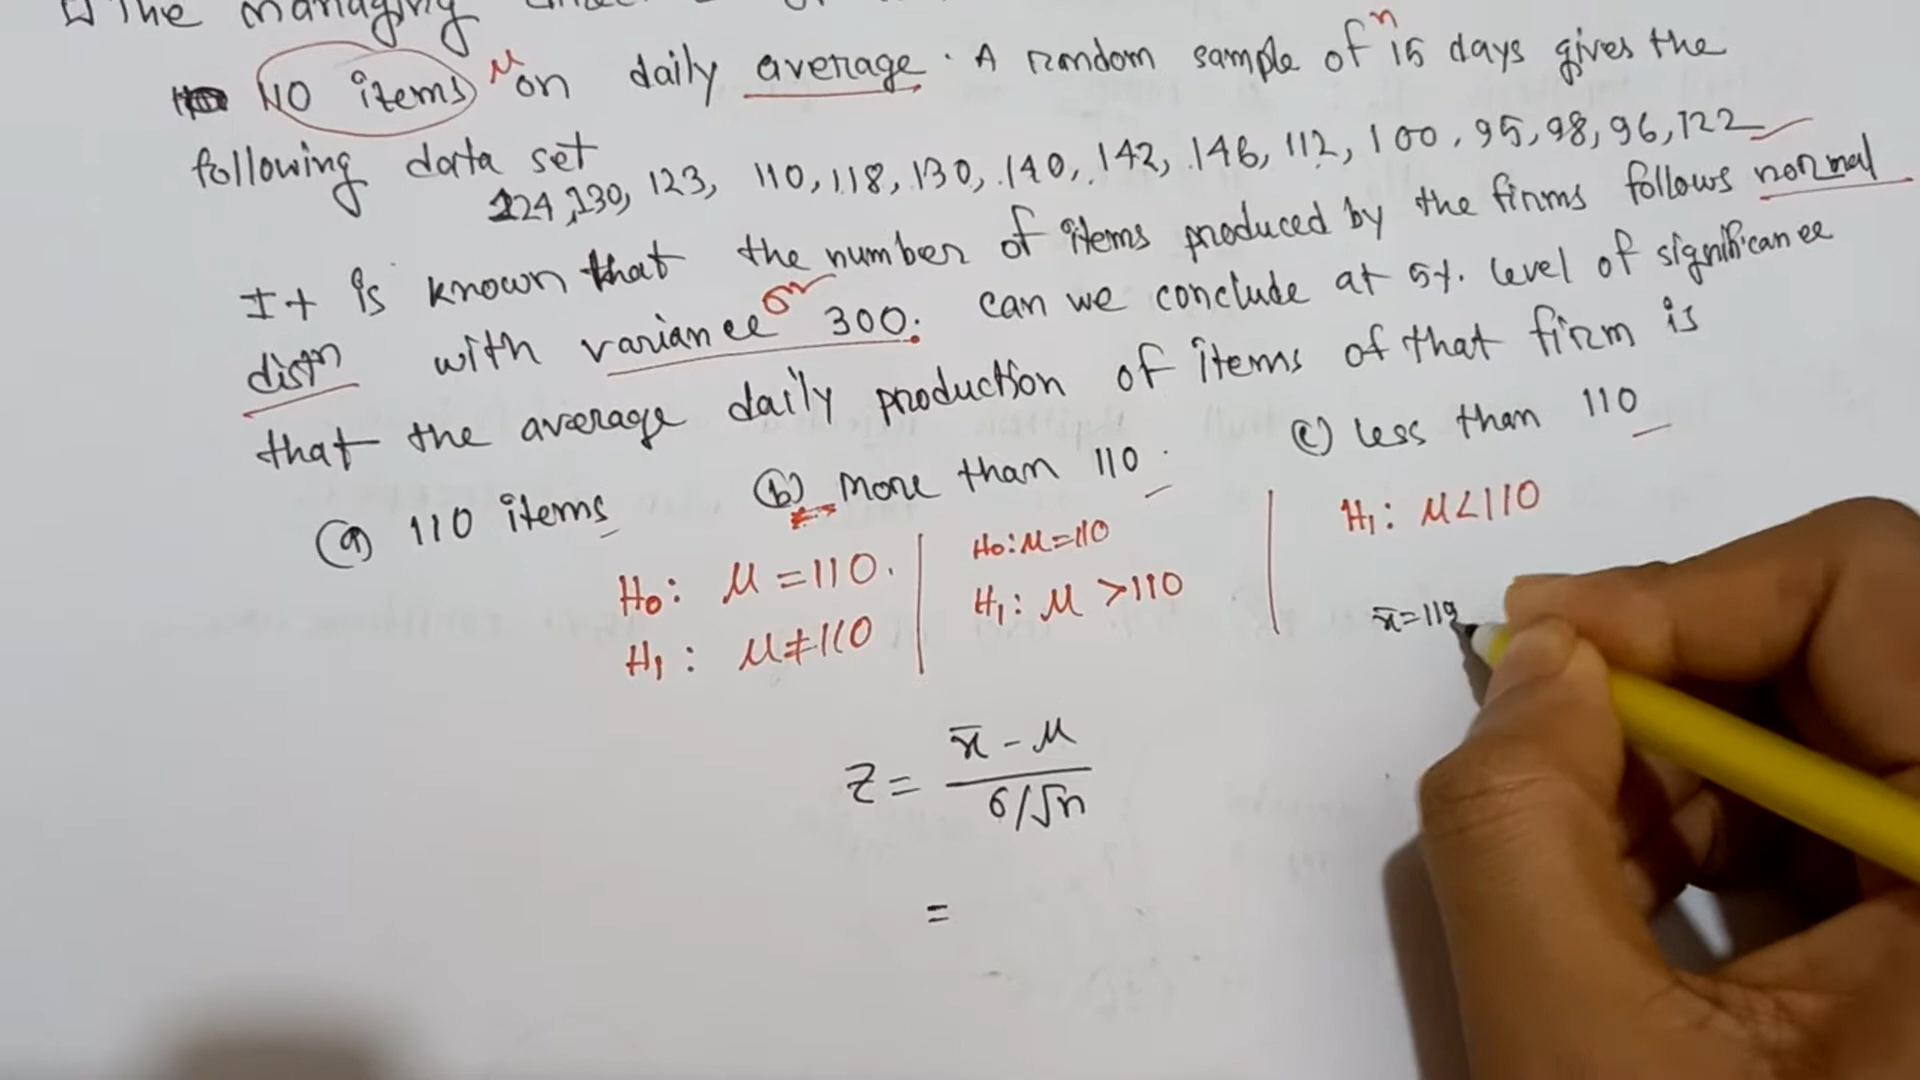 The managing
110 items μ on daily average. A random sample of n 15 days gives the
following data set
124, 130, 123, 110, 118, 130, 140, 142, 146, 112, 100, 95, 98, 96, 122
It is known that the number of items produced by the firms follows normal
distn with variance σ² 300. can we conclude at 5%. level of significance
that the average daily production of items of that firm is
(a) 110 items (b) more than 110. (c) less than 110
H₀: μ = 110. H₀: μ = 110 H₁: μ < 110
H₁: μ ≠ 110 H₁: μ > 110
x̄ = 119
Z = x̄ - μ / σ/√n
=